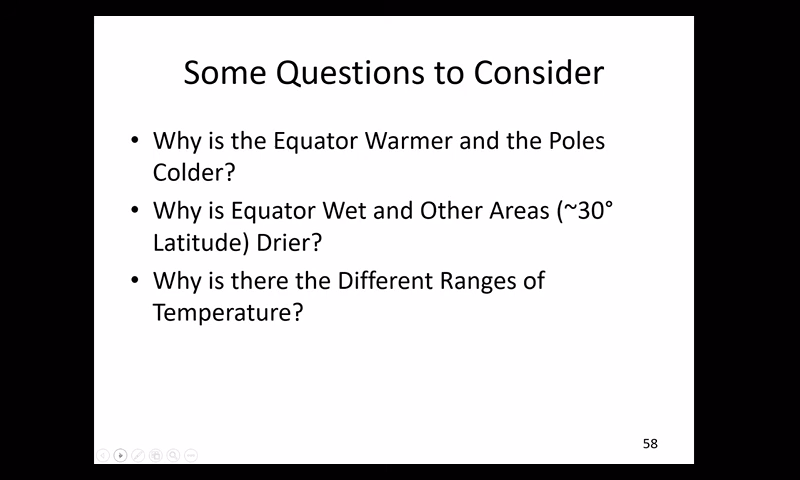 Some Questions to Consider
• Why is the Equator Warmer and the Poles
Colder?
• Why is Equator Wet and Other Areas (~30°
Latitude) Drier?
• Why is there the Different Ranges of
Temperature?
58